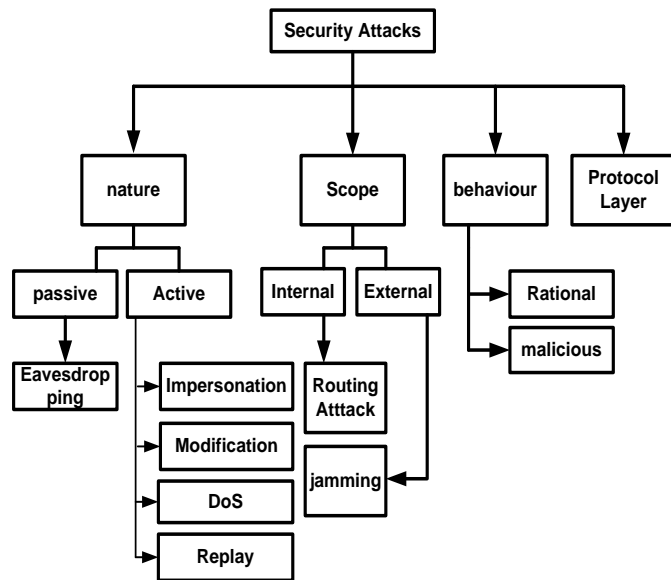 Security Attacks
nature
Scope
behaviour
Protocol
Layer
passive
Active
Internal
External
Rational
malicious
Eavesdrop
ping
Impersonation
Modification
DoS
Replay
Routing
Atttack
jamming